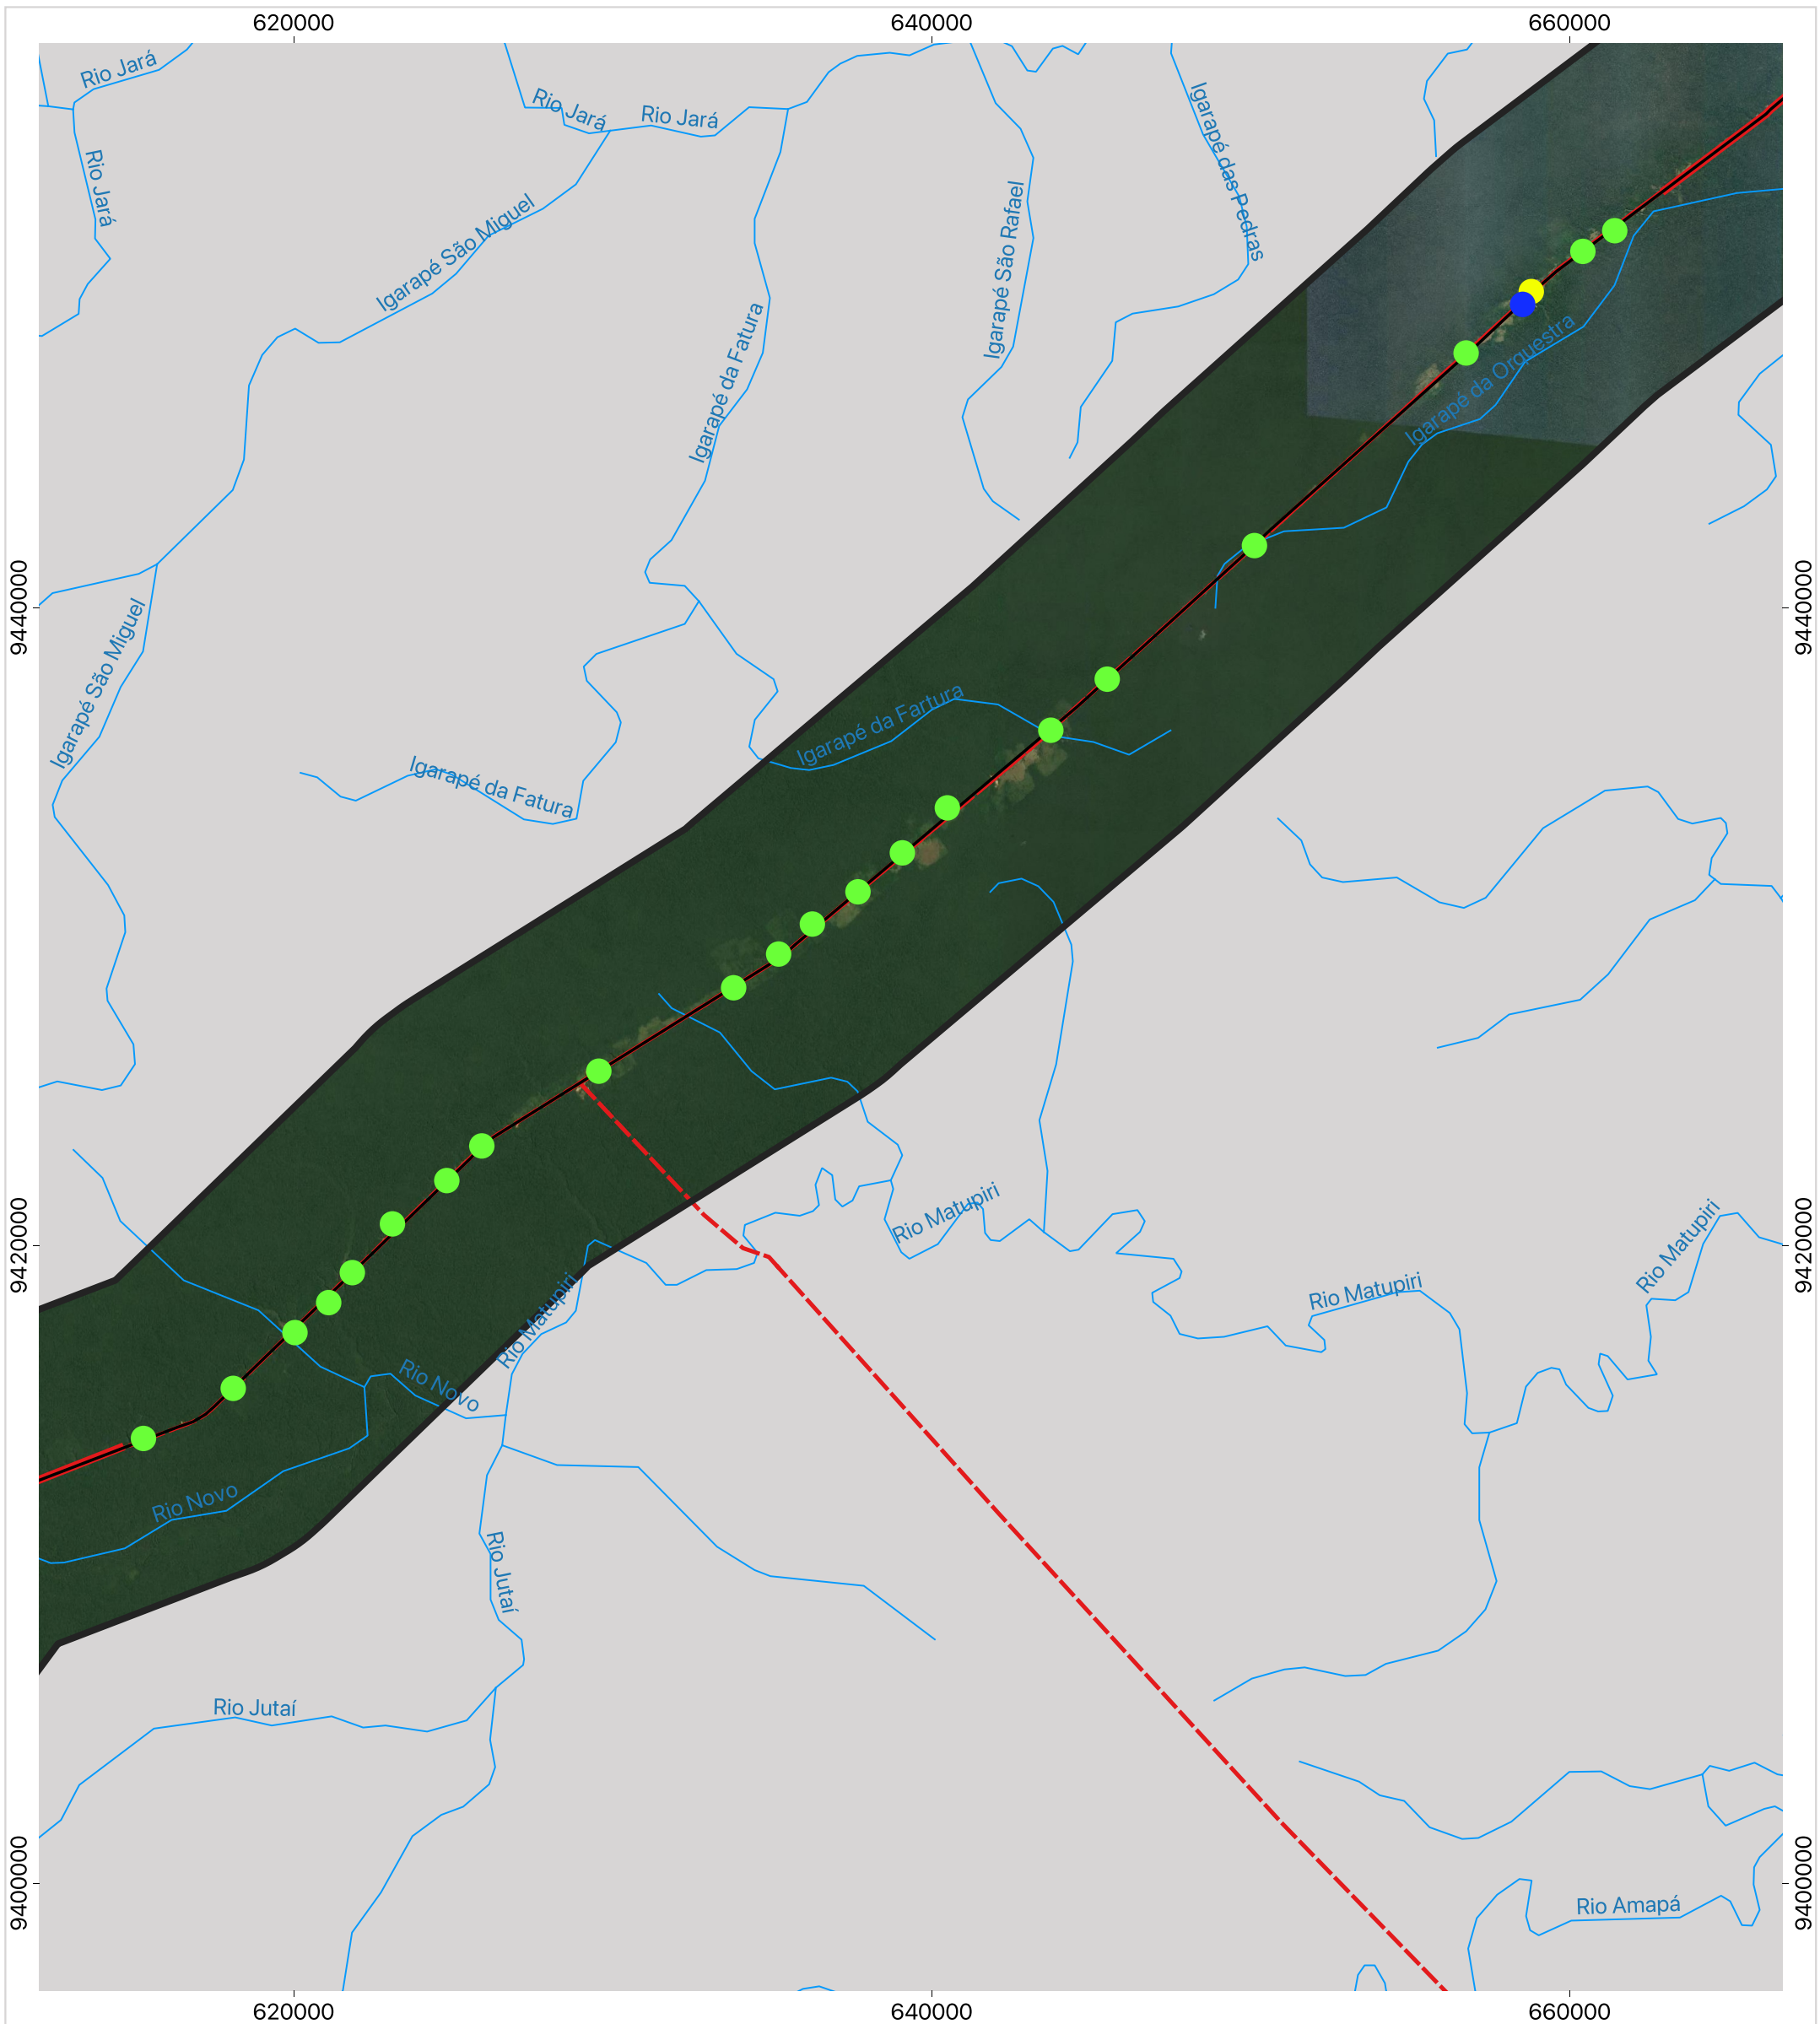 620000
640000
660000
Rio Jará
Rio Jará
Rio Jará
Rio Jará
Igarapé das Pedras
Igarapé São Miguel
Igarapé São Rafael
Igarapé da Fatura
Igarapé da Orquestra
9440000
9440000
Igarapé São Miguel
Igarapé da Fartura
Igarapé da Fatura
9420000
9420000
Rio Matupiri
Rio Matupiri
Rio Matupiri
Rio Matupiri
Rio Novo
Rio Novo
Rio Jutaí
Rio Jutaí
9400000
9400000
Rio Amapá
620000
640000
660000